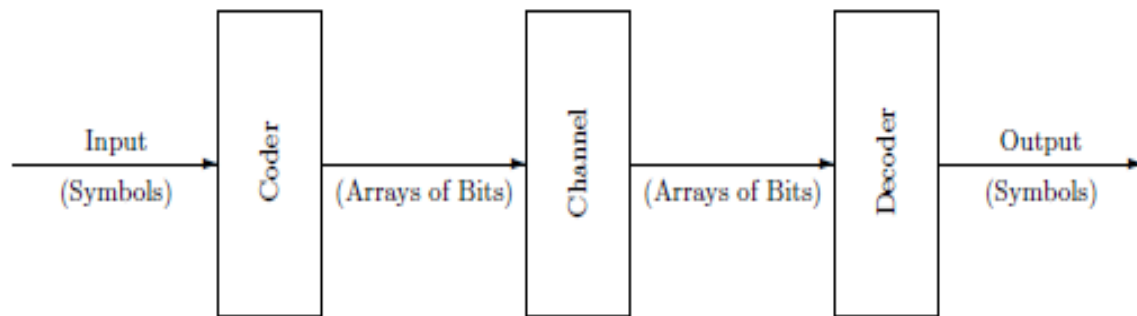 Input
(Symbols)
Coder
(Arrays of Bits)
Channel
(Arrays of Bits)
Decoder
Output
(Symbols)